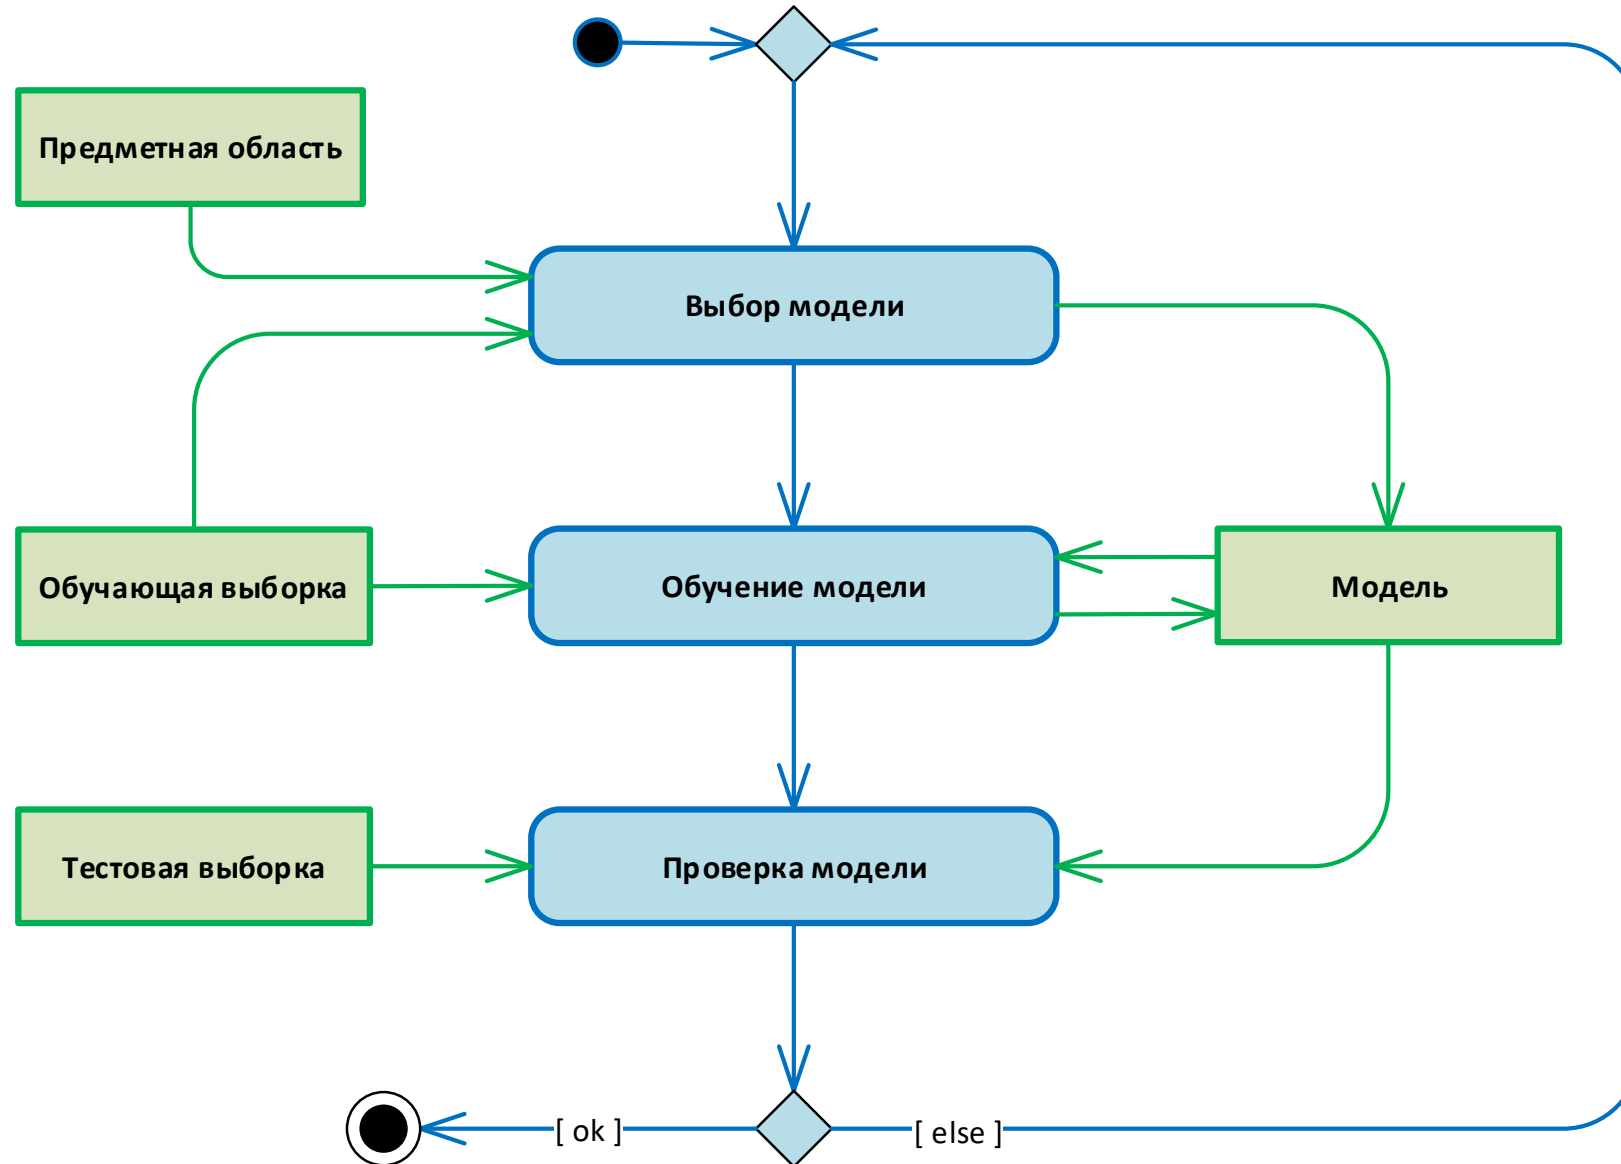 Предметная область
Выбор модели
Обучающая выборка
Обучение модели
Модель
Тестовая выборка
Проверка модели
[ ok ]
[ else ]